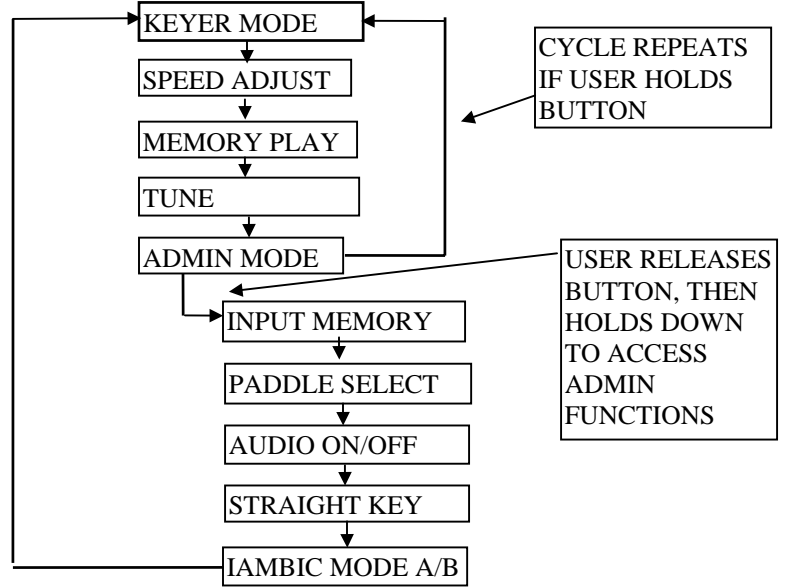 KEYER MODE
SPEED ADJUST
MEMORY PLAY
TUNE
ADMIN MODE
INPUT MEMORY
PADDLE SELECT
AUDIO ON/OFF
STRAIGHT KEY
IAMBIC MODE A/B
CYCLE REPEATS
IF USER HOLDS
BUTTON
USER RELEASES
BUTTON, THEN
HOLDS DOWN
TO ACCESS
ADMIN
FUNCTIONS